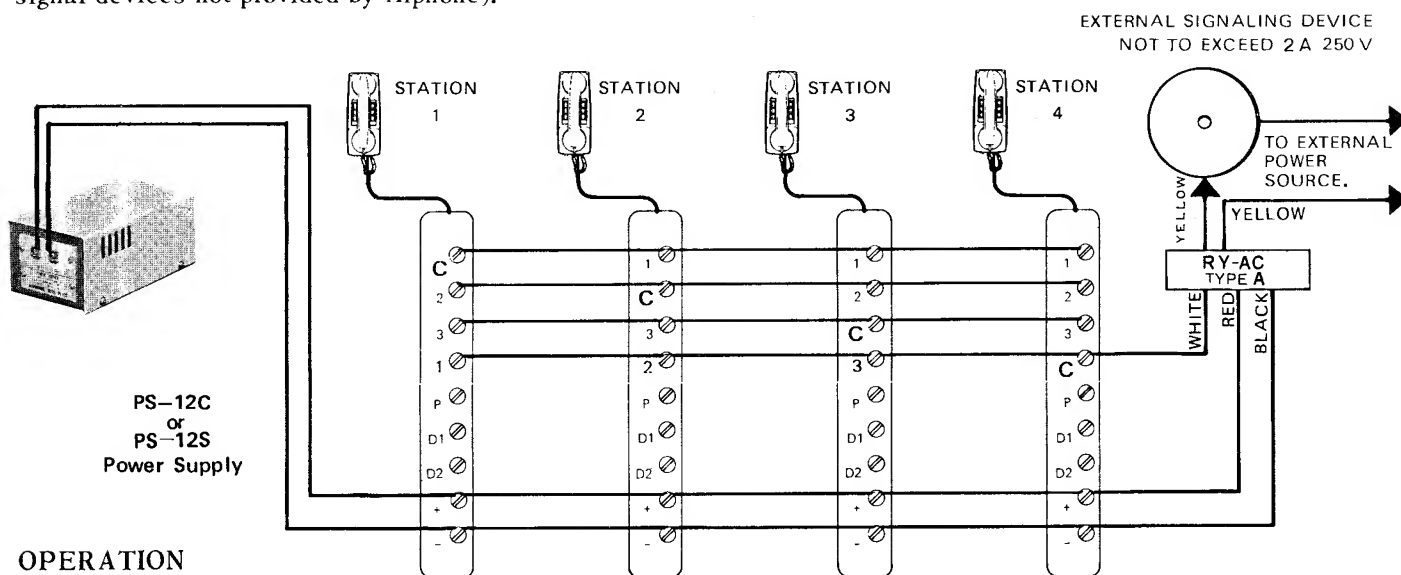 signal devices not provided by Aiphone).
EXTERNAL SIGNALING DEVICE
NOT TO EXCEED 2A 250V
STATION
1
STATION
2
STATION
3
STATION
4
TO EXTERNAL
POWER
SOURCE.
YELLOW
YELLOW
RY-AC
TYPE A
WHITE
RED
BLACK
C
2
3
1
P
D1
D2
+
-
1
C
3
2
P
D1
D2
+
-
1
2
C
3
P
D1
D2
+
-
1
2
3
C
P
D1
D2
+
-
PS-12C
or
PS-12S
Power Supply
OPERATION